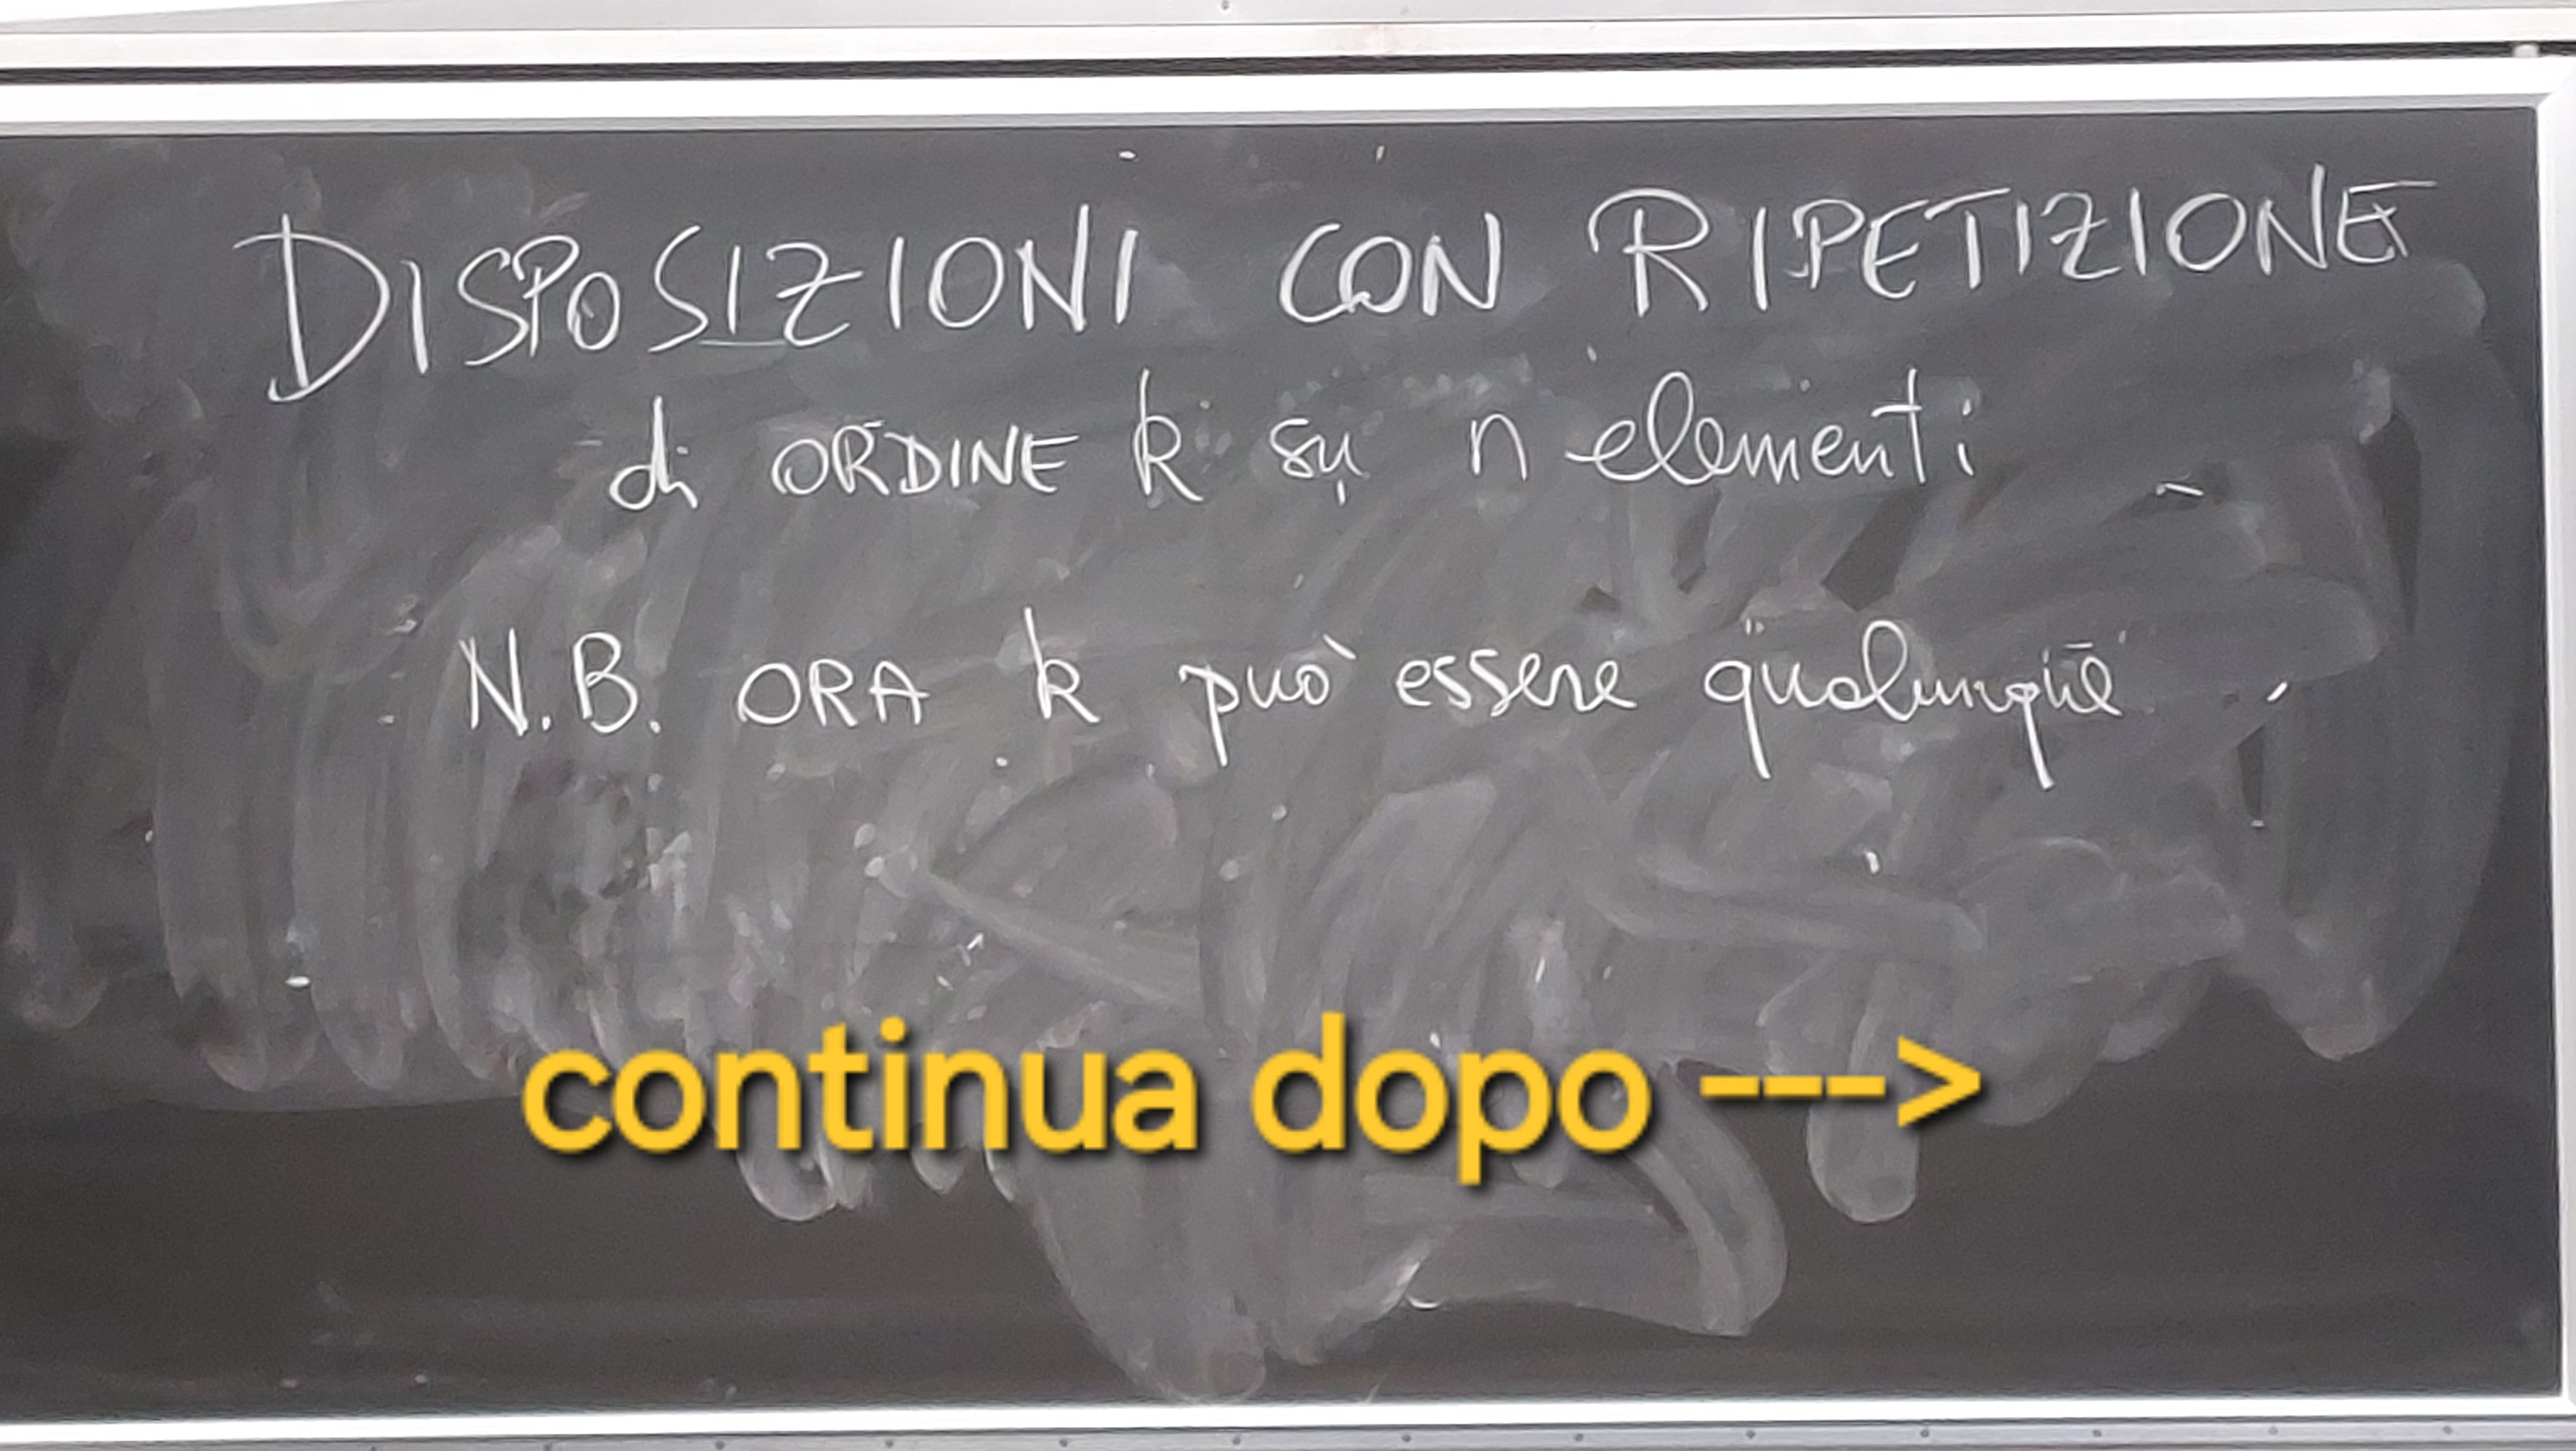 DISPOSIZIONI CON RIPETIZIONE
di ORDINE k su n elementi
N.B. ORA k può essere qualunque
continua dopo --->